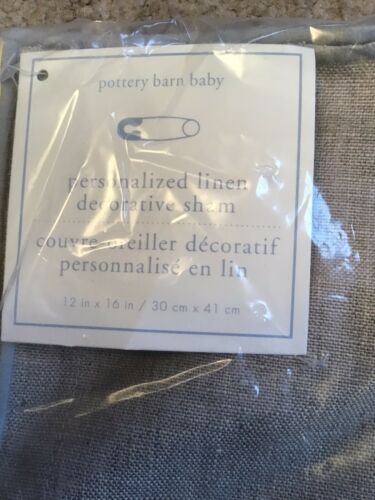 pottery barn baby
personalized linen
decorative sham
couvre-oreiller décoratif
personnalisé en lin
12 in x 16 in / 30 cm x 41 cm